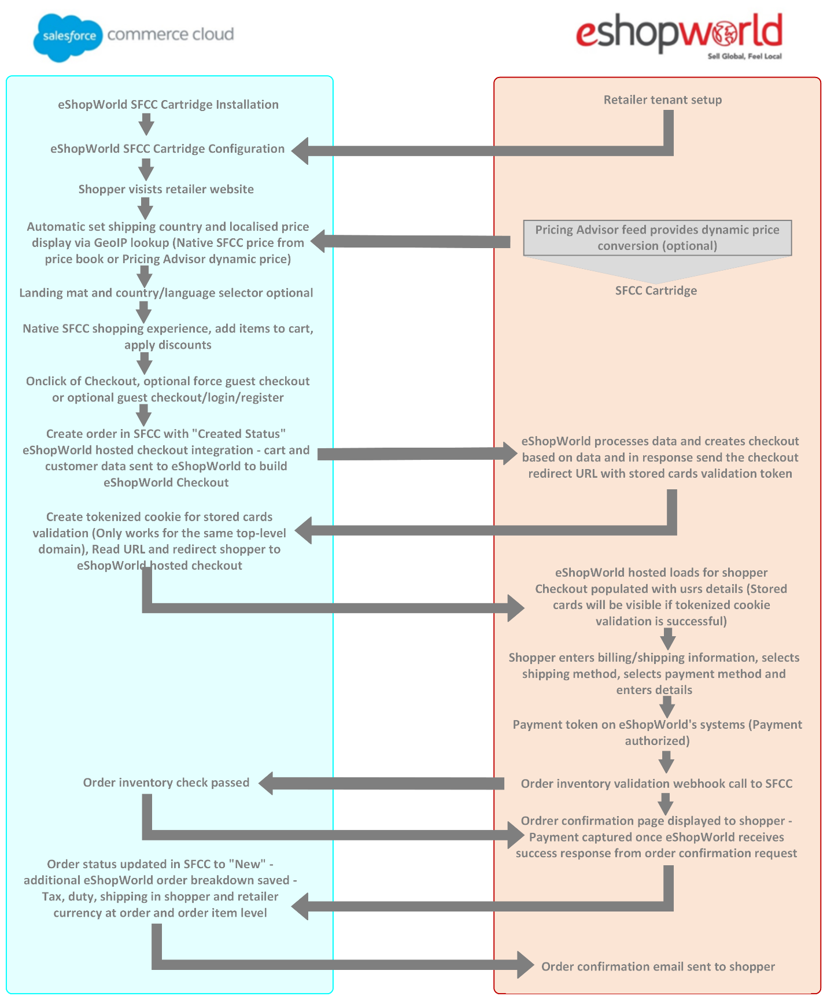 salesforce commerce cloud
eshopworld
Sell Global, Feel Local
eShopWorld SFCC Cartridge Installation
Retailer tenant setup
eShopWorld SFCC Cartridge Configuration
Shopper visists retailer website
Automatic set shipping country and localised price
display via GeoIP lookup (Native SFCC price from
price book or Pricing Advisor dynamic price)
Pricing Advisor feed provides dynamic price
conversion (optional)
SFCC Cartridge
Landing mat and country/language selector optional
Native SFCC shopping experience, add items to cart,
apply discounts
Onclick of Checkout, optional force guest checkout
or optional guest checkout/login/register
Create order in SFCC with "Created Status"
eShopWorld hosted checkout integration - cart and
customer data sent to eShopWorld to build
eShopWorld Checkout
eShopWorld processes data and creates checkout
based on data and in response send the checkout
redirect URL with stored cards validation token
Create tokenized cookie for stored cards
validation (Only works for the same top-level
domain), Read URL and redirect shopper to
eShopWorld hosted checkout
eShopWorld hosted loads for shopper
Checkout populated with usrs details (Stored
cards will be visible if tokenized cookie
validation is successful)
Shopper enters billing/shipping information, selects
shipping method, selects payment method and
enters details
Payment token on eShopWorld's systems (Payment
authorized)
Order inventory validation webhook call to SFCC
Order inventory check passed
Ordrer confirmation page displayed to shopper -
Payment captured once eShopWorld receives
success response from order confirmation request
Order status updated in SFCC to "New" -
additional eShopWorld order breakdown saved -
Tax, duty, shipping in shopper and retailer
currency at order and order item level
Order confirmation email sent to shopper